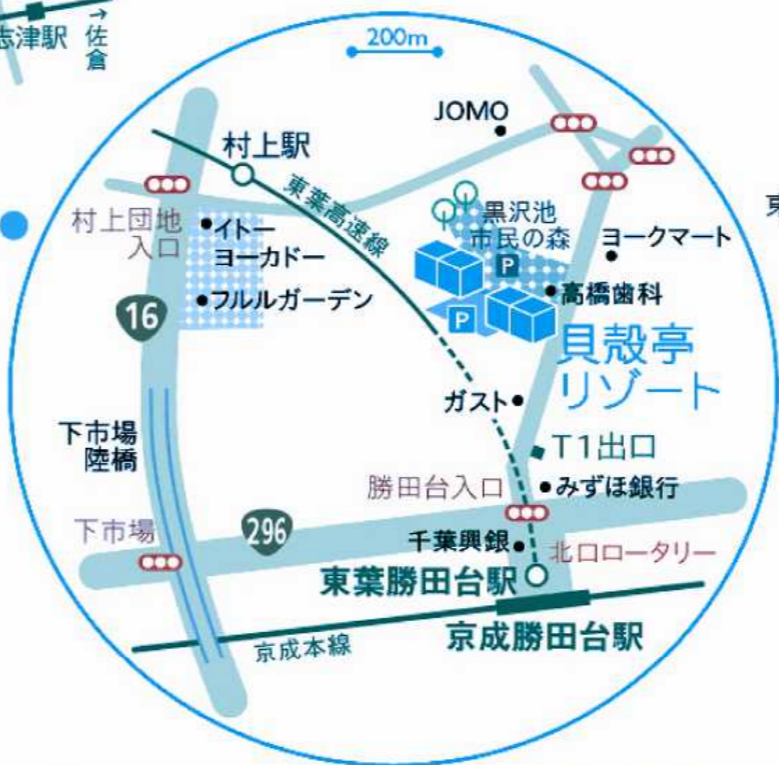 志津駅
→佐倉
200m
JOMO
村上駅
東葉高速線
黒沢池
市民の森
P
ヨークマート
村上団地
入口
イトー
ヨーカドー
フルルガーデン
高橋歯科
16
P
貝殻亭
リゾート
ガスト
下市場
陸橋
T1出口
勝田台入口
みずほ銀行
下市場
296
千葉興銀
北口ロータリー
東葉勝田台駅
京成勝田台駅
京成本線